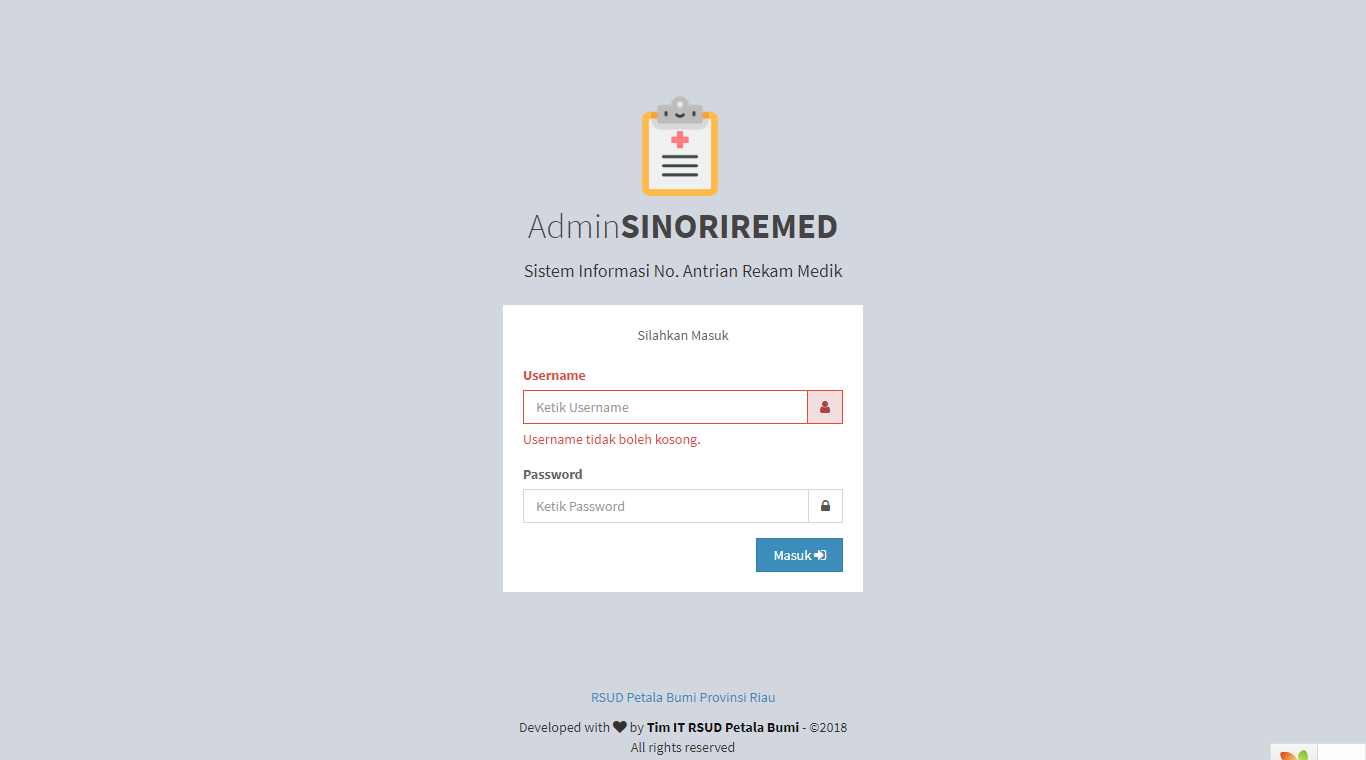 AdminSINORIREMED
Sistem Informasi No. Antrian Rekam Medik
Silahkan Masuk
Username
Ketik Username
Username tidak boleh kosong.
Password
Ketik Password
Masuk
RSUD Petala Bumi Provinsi Riau
Developed with ❤ by Tim IT RSUD Petala Bumi - ©2018
All rights reserved